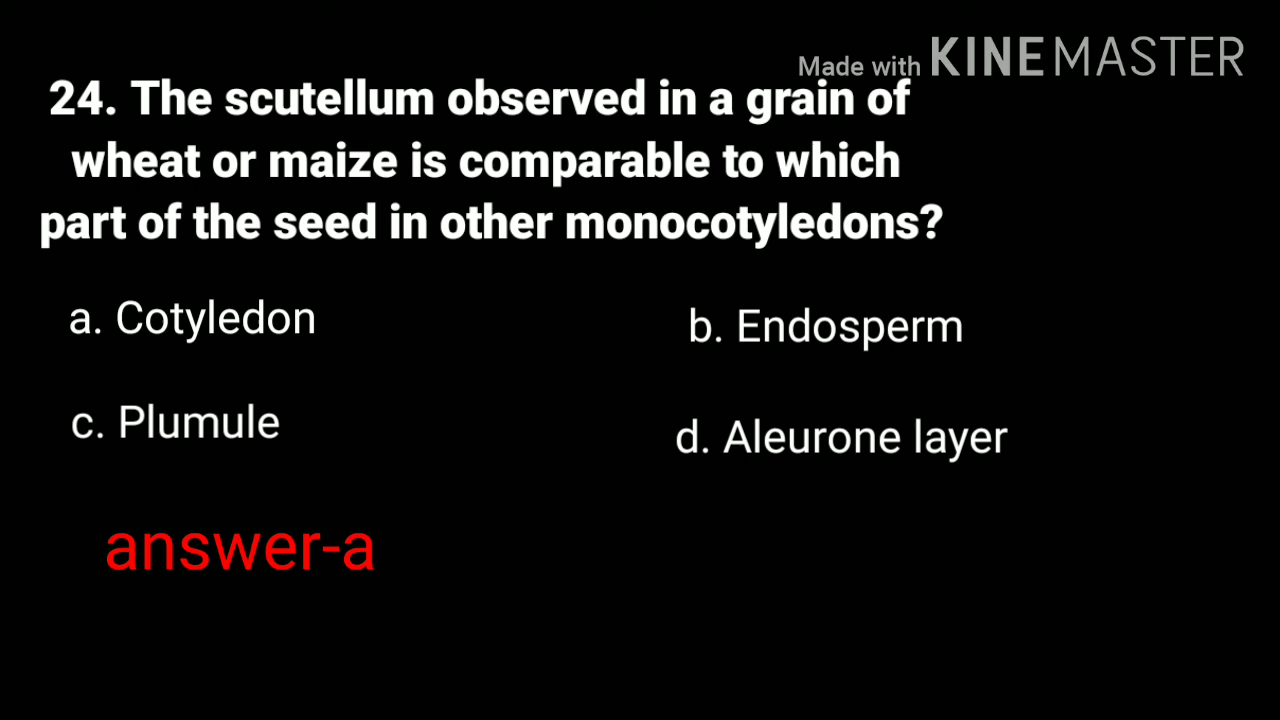 Made with KINEMASTER
24. The scutellum observed in a grain of
wheat or maize is comparable to which
part of the seed in other monocotyledons?
a. Cotyledon
b. Endosperm
c. Plumule
d. Aleurone layer
answer-a